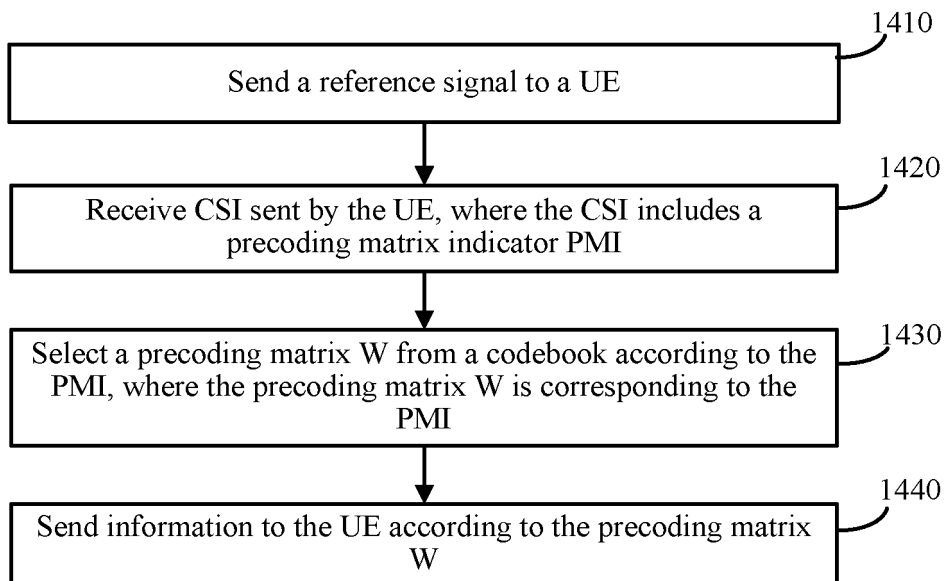 1410
Send a reference signal to a UE
1420
Receive CSI sent by the UE, where the CSI includes a
precoding matrix indicator PMI
1430
Select a precoding matrix W from a codebook according to the
PMI, where the precoding matrix W is corresponding to the
PMI
1440
Send information to the UE according to the precoding matrix
W